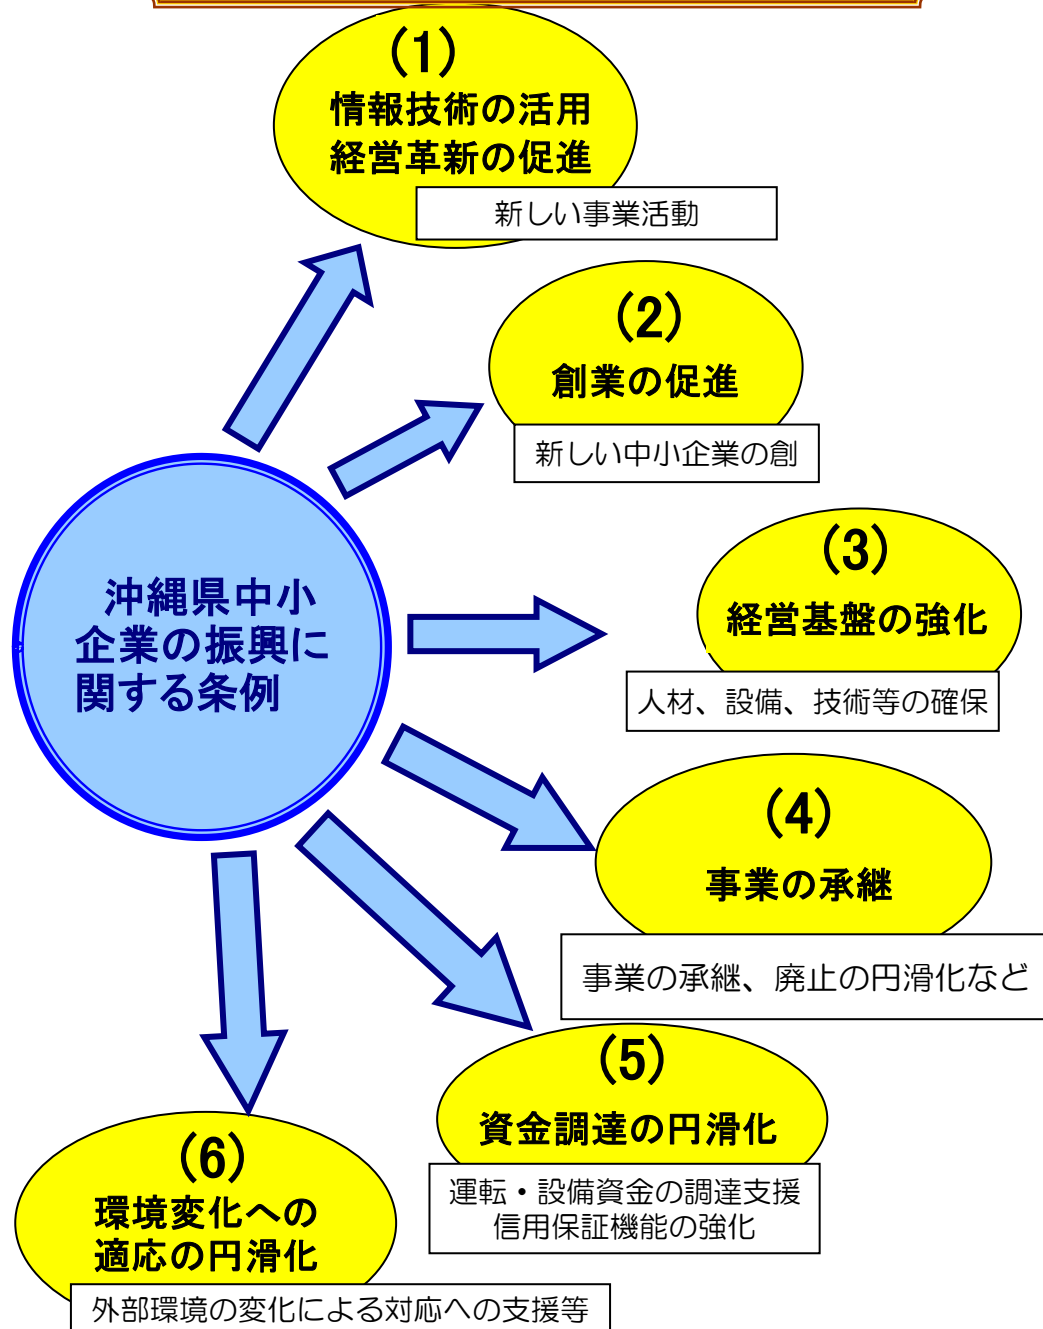 (1)
情報技術の活用
経営革新の促進
新しい事業活動
(2)
創業の促進
新しい中小企業の創
(3)
経営基盤の強化
人材、設備、技術等の確保
沖縄県中小
企業の振興に
関する条例
(4)
事業の承継
事業の承継、廃止の円滑化など
(5)
資金調達の円滑化
運転・設備資金の調達支援
信用保証機能の強化
(6)
環境変化への
適応の円滑化
外部環境の変化による対応への支援等